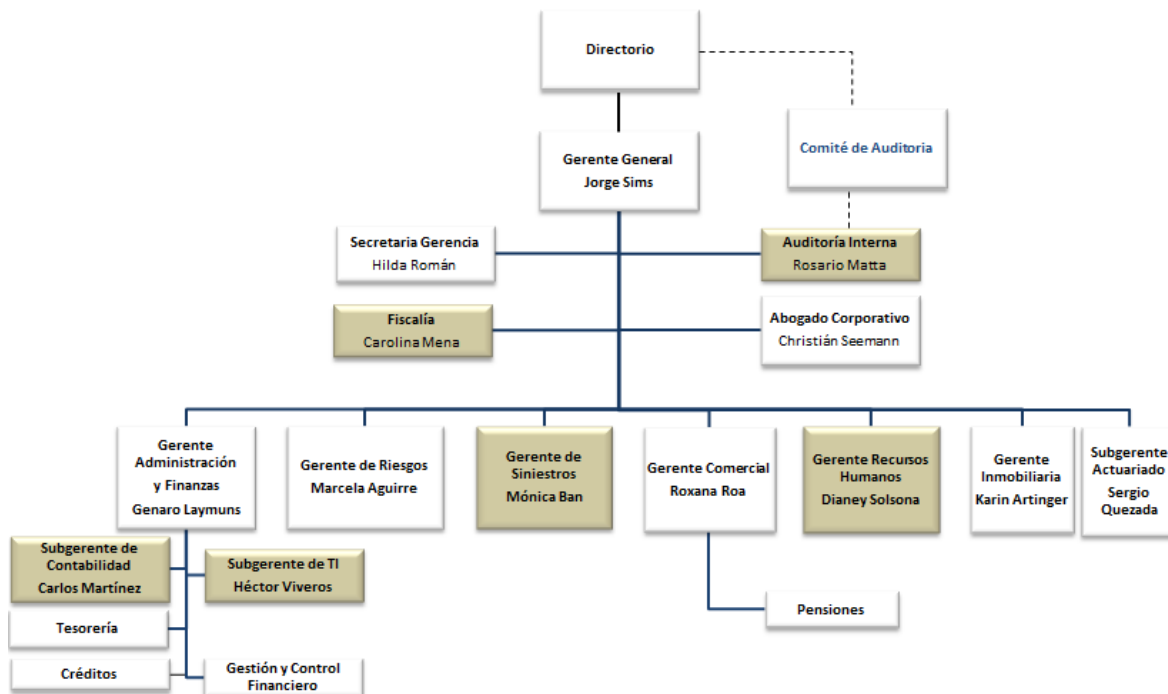 Directorio
Comité de Auditoria
Gerente General
Jorge Sims
Secretaria Gerencia
Hilda Román
Auditoría Interna
Rosario Matta
Fiscalía
Carolina Mena
Abogado Corporativo
Christián Seemann
Gerente
Administración
y Finanzas
Genaro Laymuns
Gerente de Riesgos
Marcela Aguirre
Gerente de
Siniestros
Mónica Ban
Gerente Comercial
Roxana Roa
Gerente Recursos
Humanos
Dianey Solsona
Gerente
Inmobiliaria
Karin Artinger
Subgerente
Actuariado
Sergio
Quezada
Subgerente de
Contabilidad
Carlos Martínez
Subgerente de TI
Héctor Viveros
Tesorería
Pensiones
Créditos
Gestión y Control
Financiero